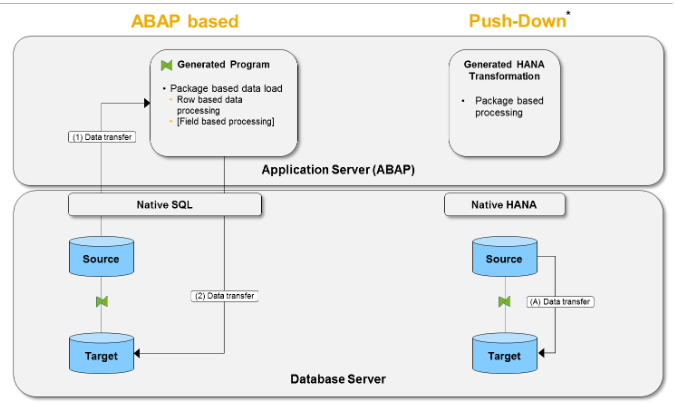 ABAP based
Push-Down*
Generated Program
• Package based data load
• Row based data
processing
• [Field based processing]
Generated HANA
Transformation
• Package based
processing
(1) Data transfer
Application Server (ABAP)
Native SQL
Native HANA
Source
Source
(2) Data transfer
(A) Data transfer
Target
Target
Database Server